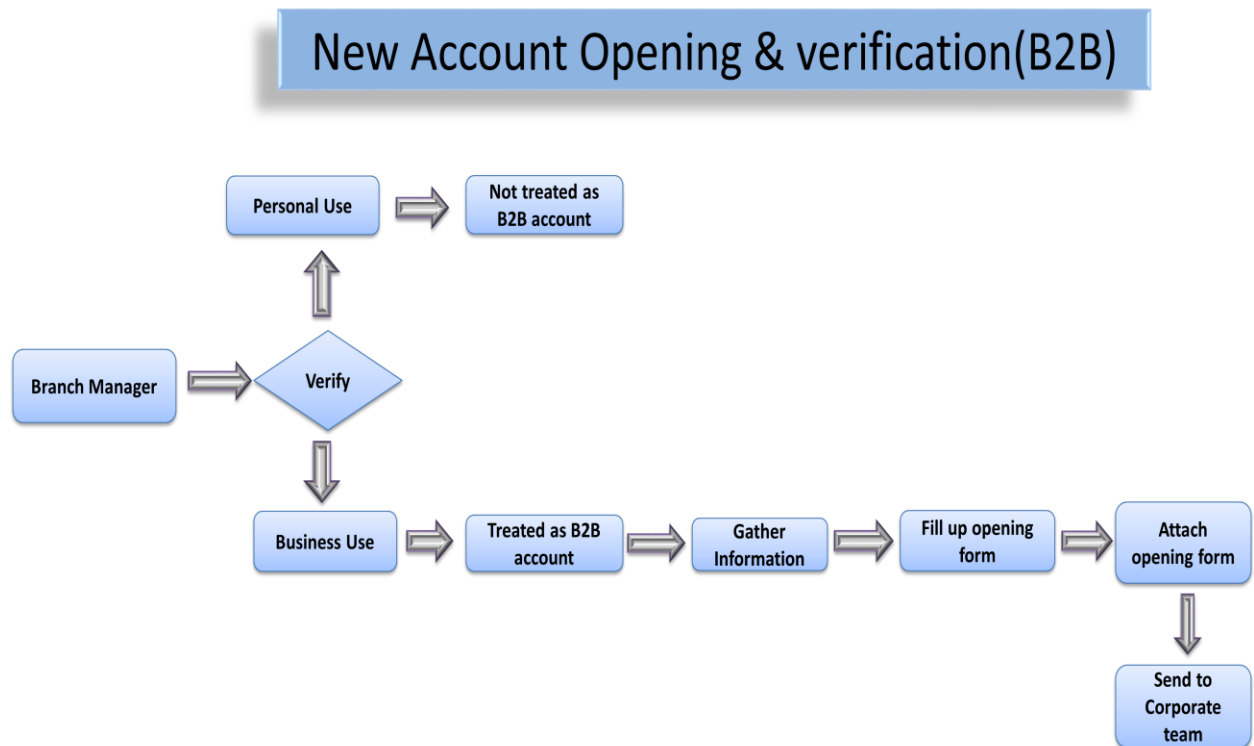 New Account Opening & verification(B2B)
Personal Use
Not treated as
B2B account
Branch Manager
Verify
Business Use
Treated as B2B
account
Gather
Information
Fill up opening
form
Attach
opening form
Send to
Corporate
team